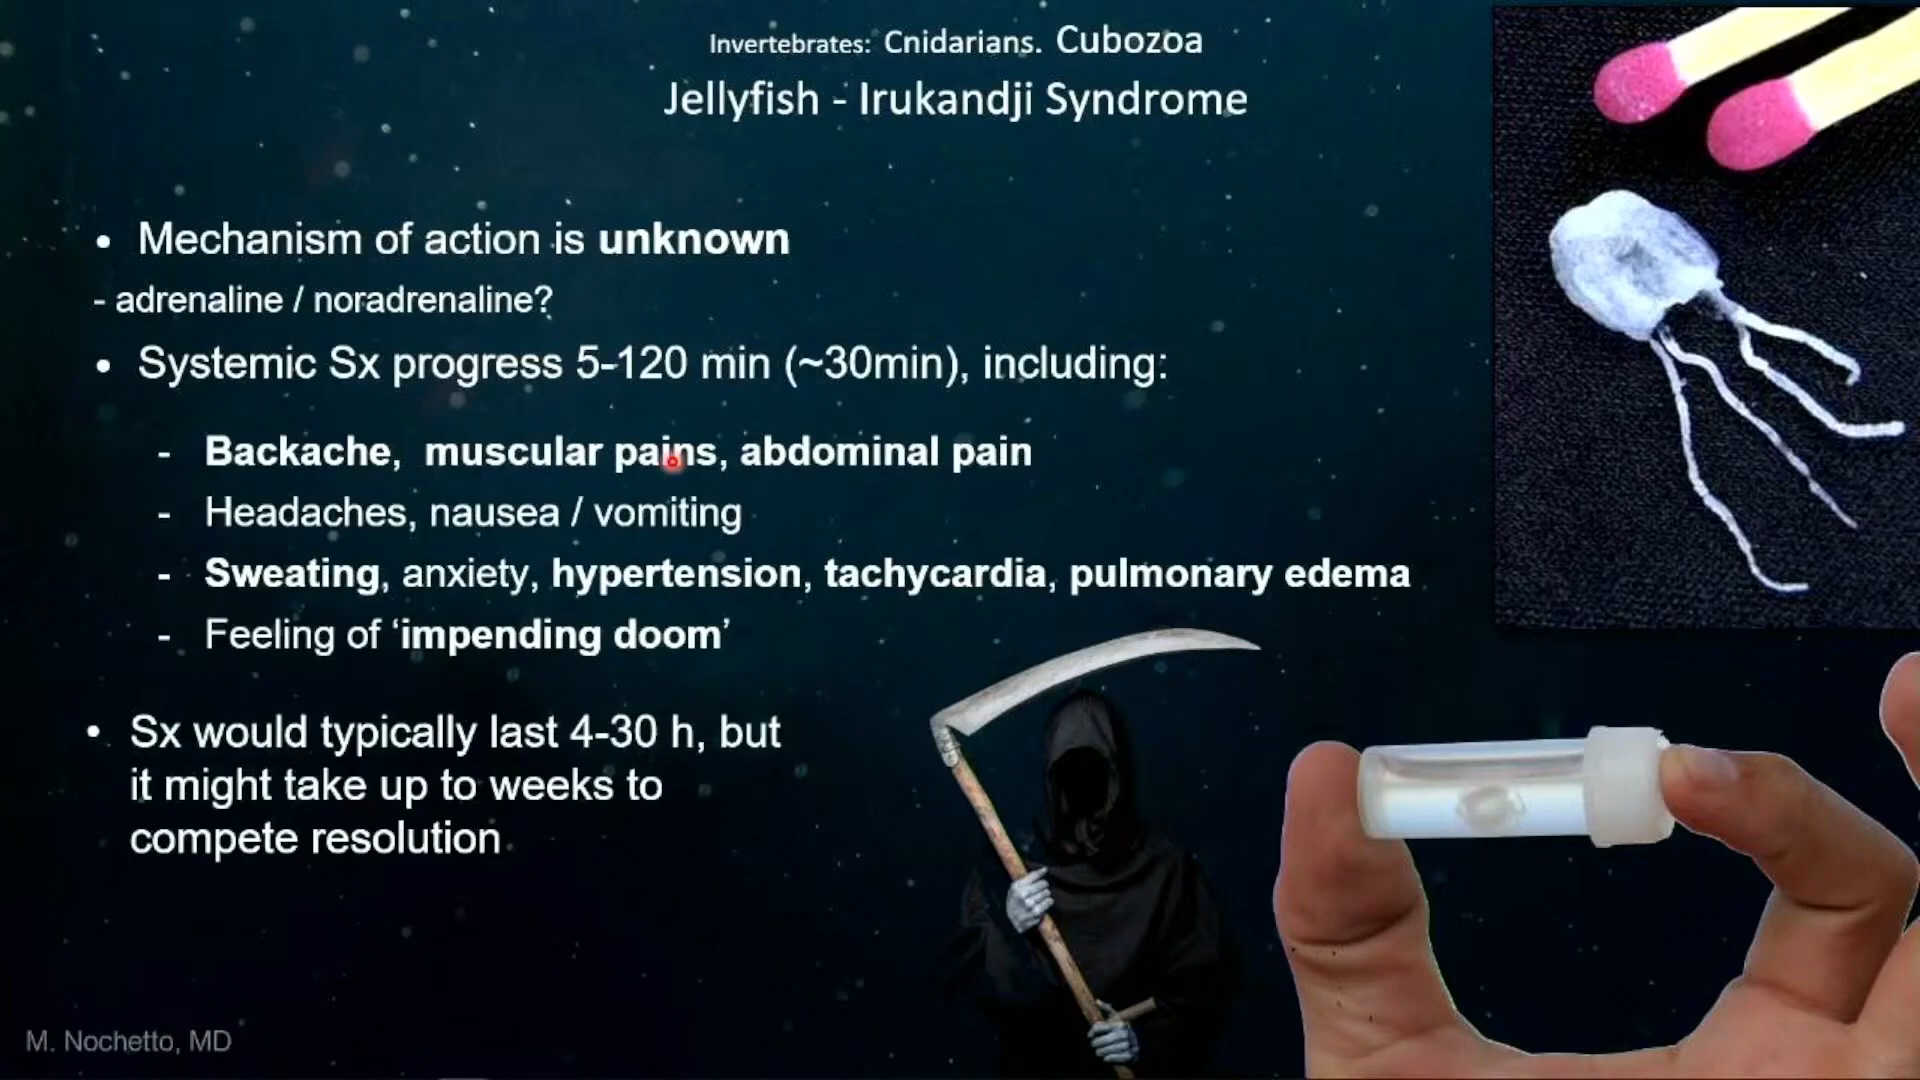 Invertebrates: Cnidarians. Cubozoa
Jellyfish - Irukandji Syndrome
• Mechanism of action is unknown
- adrenaline / noradrenaline?
• Systemic Sx progress 5-120 min (~30min), including:
- Backache, muscular pains, abdominal pain
- Headaches, nausea / vomiting
- Sweating, anxiety, hypertension, tachycardia, pulmonary edema
- Feeling of ‘impending doom’
• Sx would typically last 4-30 h, but
it might take up to weeks to
compete resolution
M. Nochetto, MD